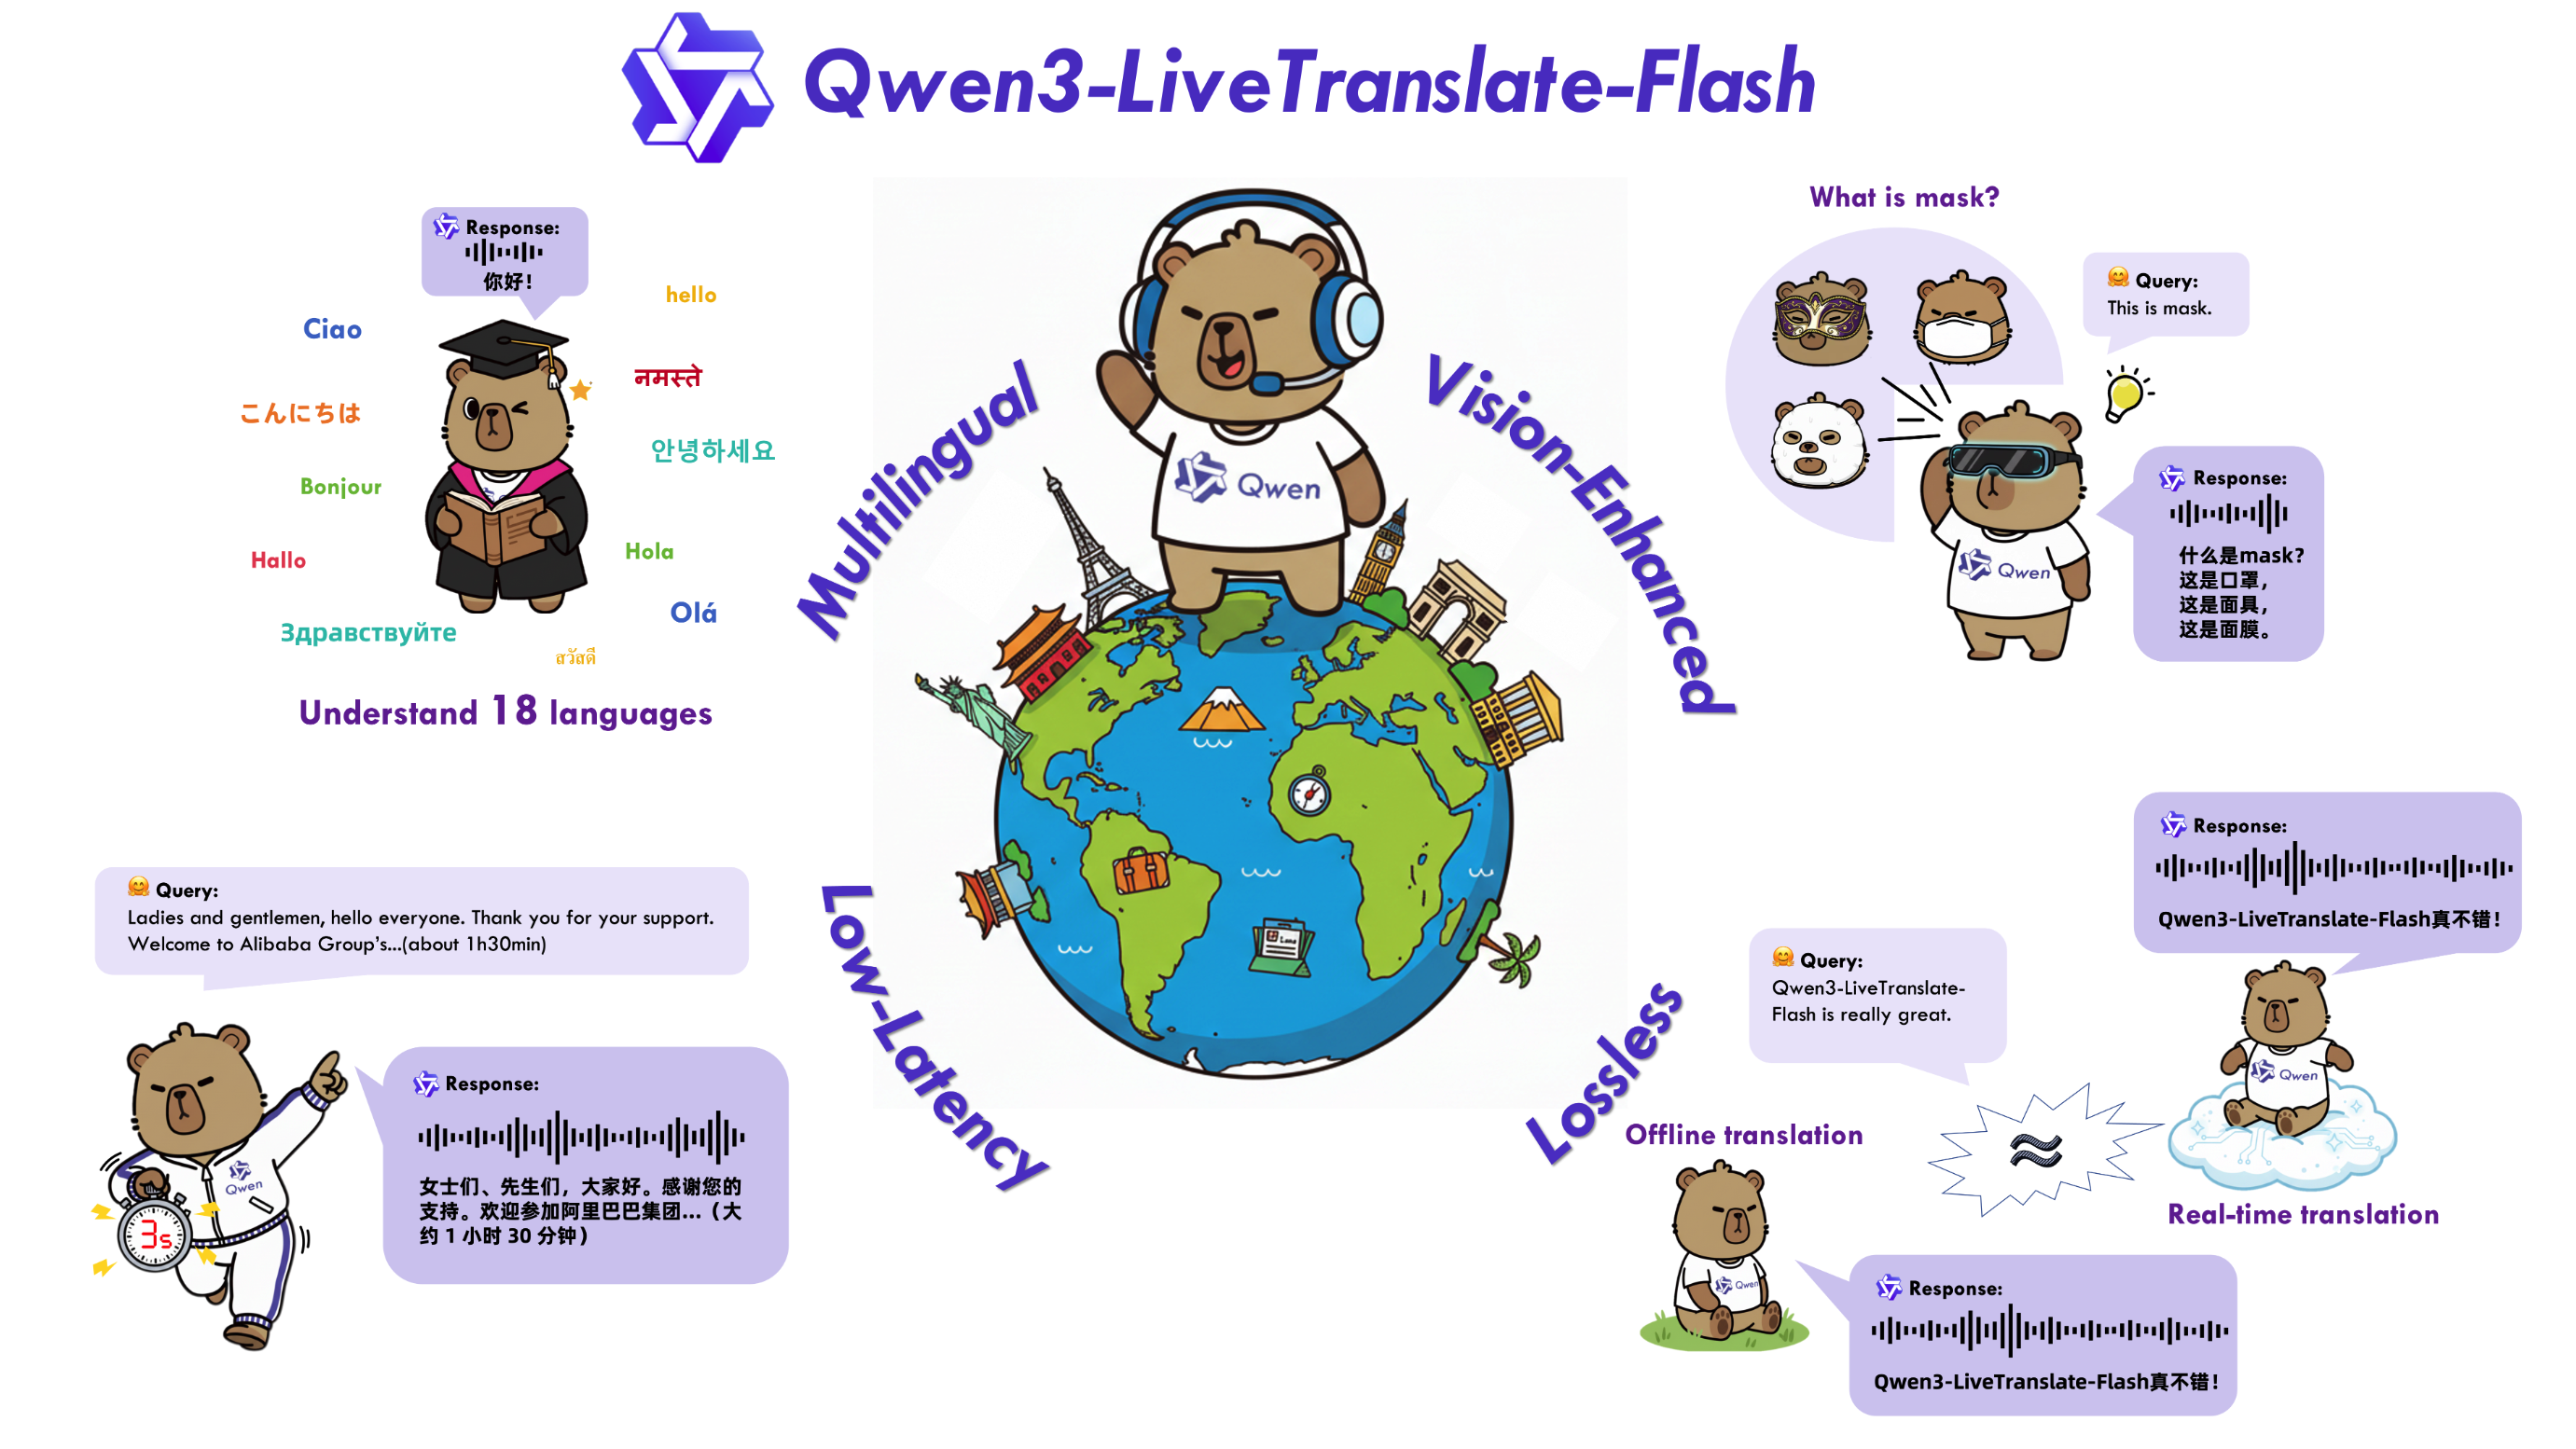 Qwen3-LiveTranslate-Flash
Response:
你好！
hello
Ciao
नमस्ते
こんにちは
안녕하세요
Bonjour
Hola
Hallo
Olá
Здравствуйте
สวัสดี
Understand 18 languages
Multilingual
Qwen
Vision-Enhanced
What is mask?
Query:
This is mask.
Qwen
Response:
什么是mask?
这是口罩，
这是面具，
这是面膜。
Low-Latency
Query:
Ladies and gentlemen, hello everyone. Thank you for your support.
Welcome to Alibaba Group’s...(about 1h30min)
Qwen
3s
Response:
女士们、先生们，大家好。感谢您的
支持。欢迎参加阿里巴巴集团...（大
约 1 小时 30 分钟）
Lossless
Query:
Qwen3-LiveTranslate-
Flash is really great.
Response:
Qwen3-LiveTranslate-Flash真不错！
Qwen
≈
Real-time translation
Offline translation
Qwen
Response:
Qwen3-LiveTranslate-Flash真不错！